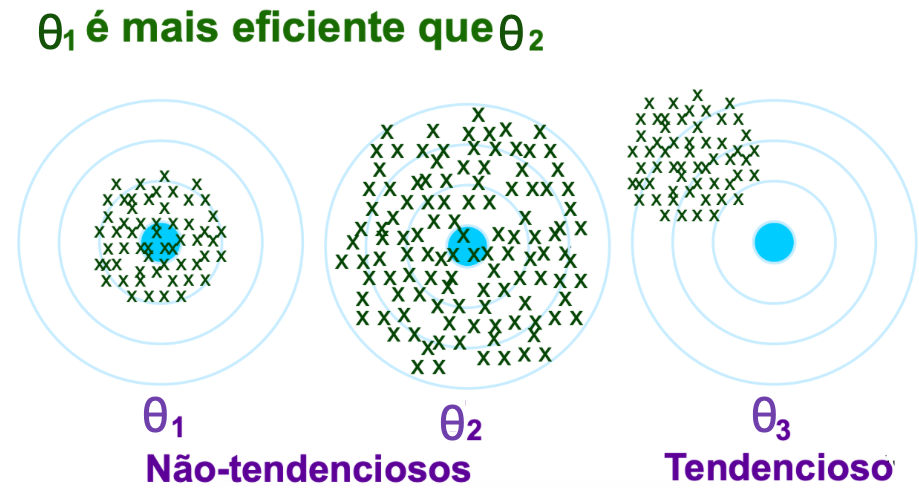 θ1 é mais eficiente que θ2
θ1 θ2 θ3
Não-tendenciosos Tendencioso